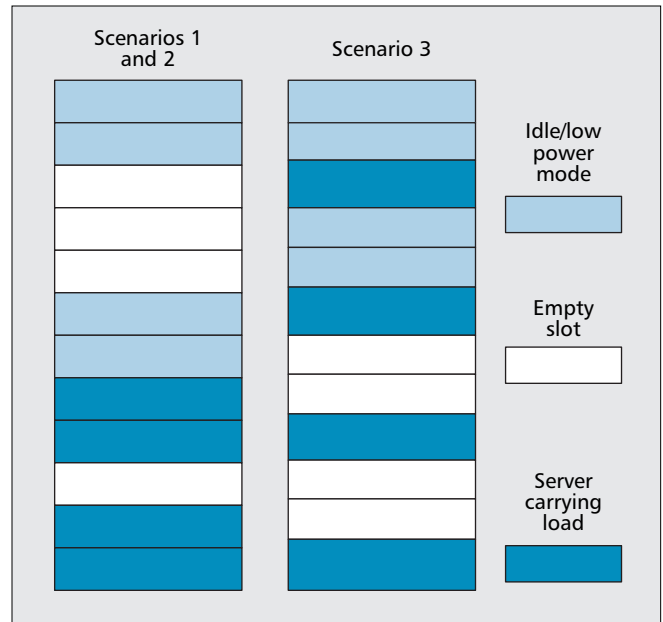 Scenarios 1
and 2
Scenario 3
Idle/low
power
mode
Empty
slot
Server
carrying
load